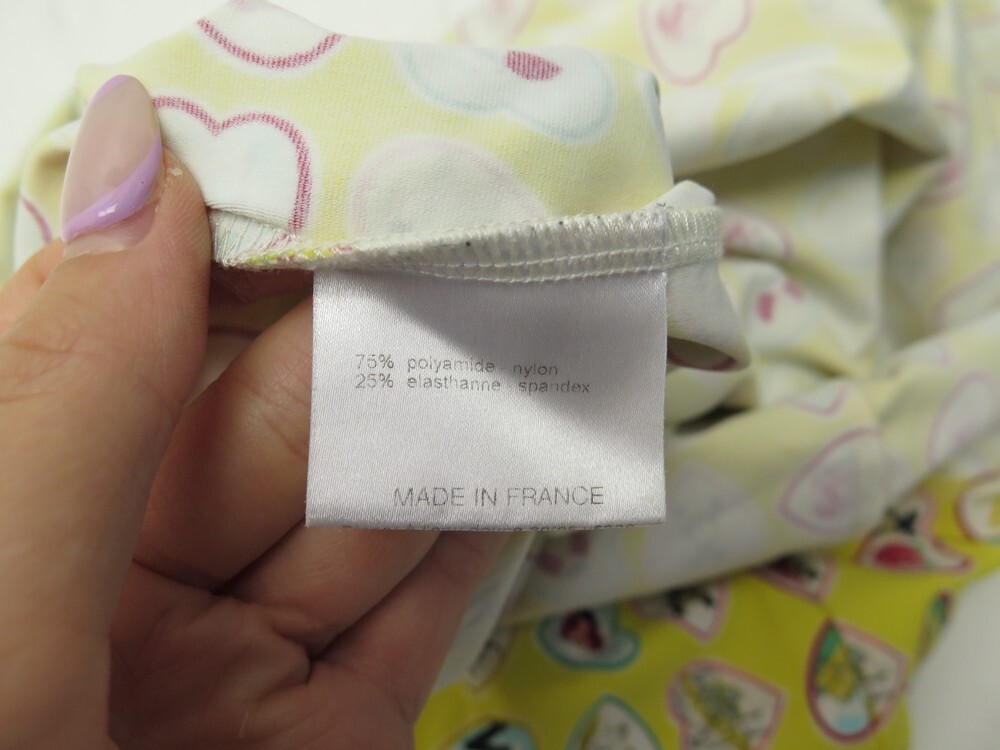 75% polyamide - nylon
25% elasthanne - spandex
MADE IN FRANCE